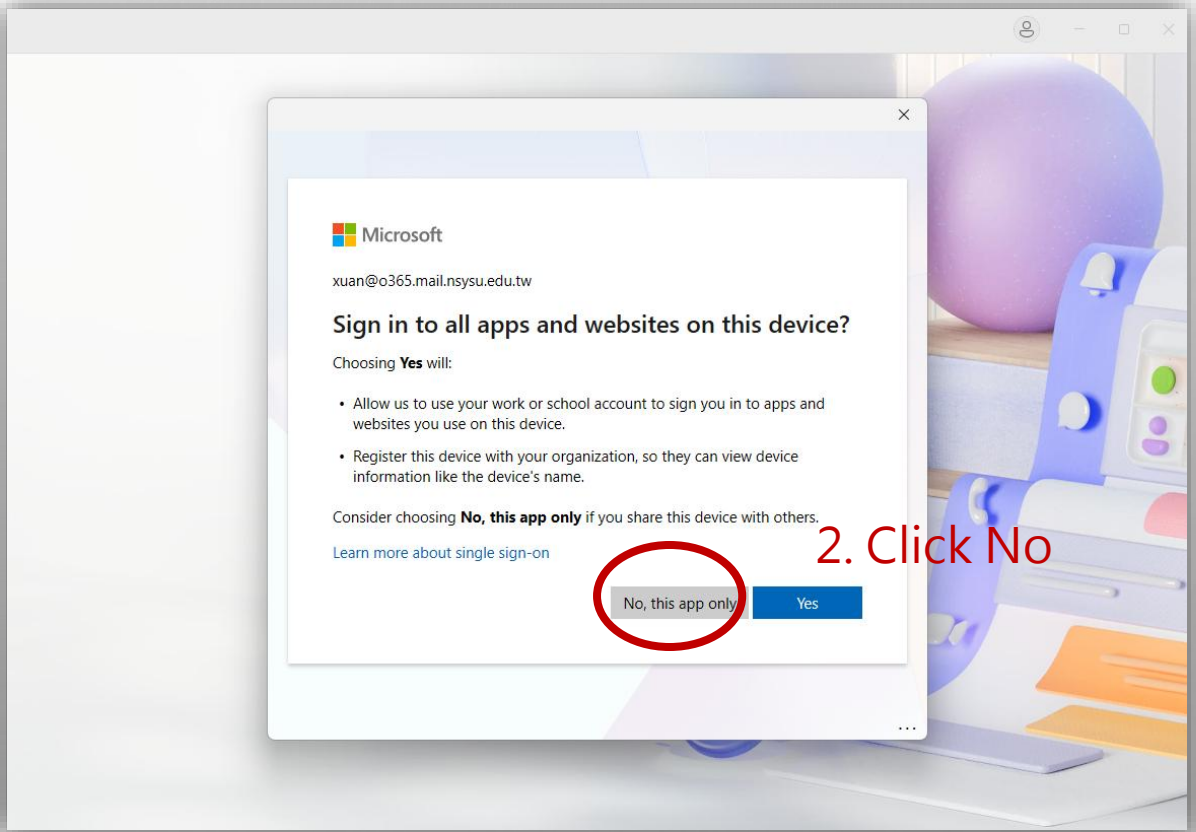 Microsoft
xuan@o365.mail.nsysu.edu.tw
Sign in to all apps and websites on this device?
Choosing Yes will:
• Allow us to use your work or school account to sign you in to apps and
websites you use on this device.
• Register this device with your organization, so they can view device
information like the device's name.
Consider choosing No, this app only if you share this device with others.
Learn more about single sign-on
2. Click No
No, this app only
Yes